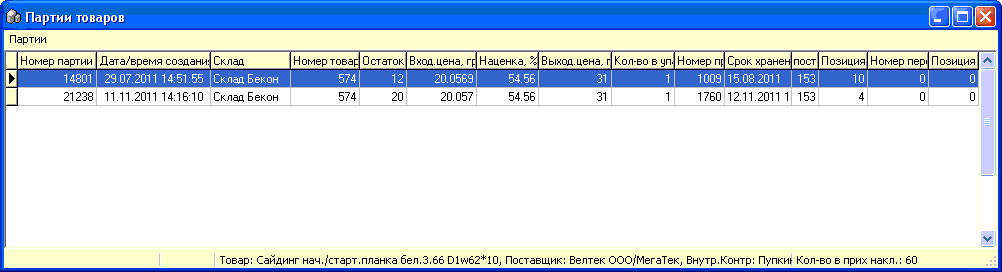 Партии товаров
Партии
Номер партии Дата/время создания Склад Номер товар Остаток Вход.цена, гр Наценка, % Выход.цена, г Кол-во в упа Номер пр Срок хранен пост Позиция Номер пере Позиция
14801 29.07.2011 14:51:55 Склад Бекон 574 12 20.0569 54.56 31 1 1009 15.08.2011 153 10 0 0
21238 11.11.2011 14:16:10 Склад Бекон 574 20 20.057 54.56 31 1 1760 12.11.2011 1 153 4 0 0
Товар: Сайдинг нач./старт.планка бел.3.66 D1w62*10, Поставщик: Велтек ООО/МегаТек, Внутр.Контр: Пупкин Кол-во в прих накл.: 60